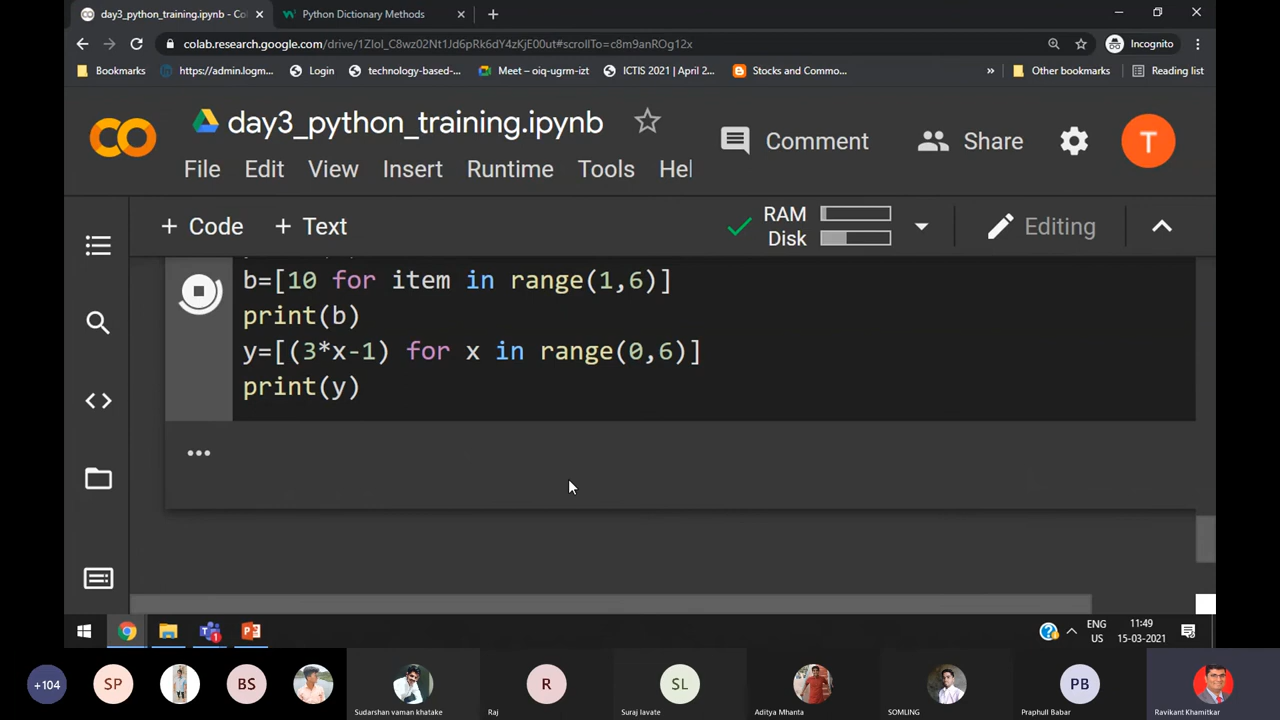 day3_python_training.ipynb - Co
Python Dictionary Methods
colab.research.google.com/drive/1ZIol_C8wz02Nt1Jd6pRk6dY4zKjE00ut#scrollTo=c8m9anROg12x
Incognito
Bookmarks
https://admin.logm...
Login
technology-based-...
Meet – oiq-ugrm-izt
ICTIS 2021 | April 2...
Stocks and Commo...
»
Other bookmarks
Reading list
CO
day3_python_training.ipynb
Comment
Share
T
File Edit View Insert Runtime Tools Hel
+ Code + Text
RAM
Disk
Editing
b=[10 for item in range(1,6)]
print(b)
y=[(3*x-1) for x in range(0,6)]
print(y)
...
1
ENG
US
11:49
15-03-2021
+104
SP
BS
Sudarshan vaman khatake
R
Raj
SL
Suraj lavate
Aditya Mhanta
SOMLING
PB
Praphull Babar
Ravikant Khamitkar